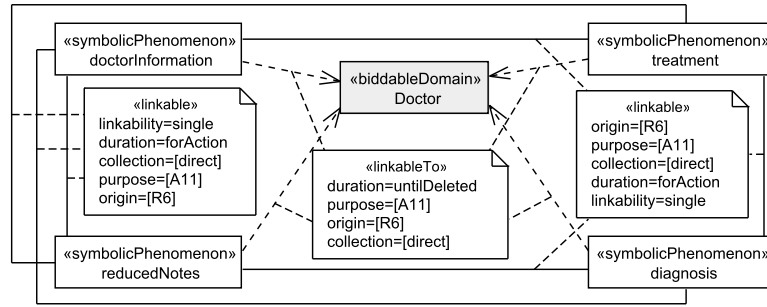 «symbolicPhenomenon»
doctorInformation
«symbolicPhenomenon»
treatment
«biddableDomain»
Doctor
«linkable»
linkability=single
duration=forAction
collection=[direct]
purpose=[A11]
origin=[R6]
«linkableTo»
duration=untilDeleted
purpose=[A11]
origin=[R6]
collection=[direct]
«linkable»
origin=[R6]
purpose=[A11]
collection=[direct]
duration=forAction
linkability=single
«symbolicPhenomenon»
reducedNotes
«symbolicPhenomenon»
diagnosis